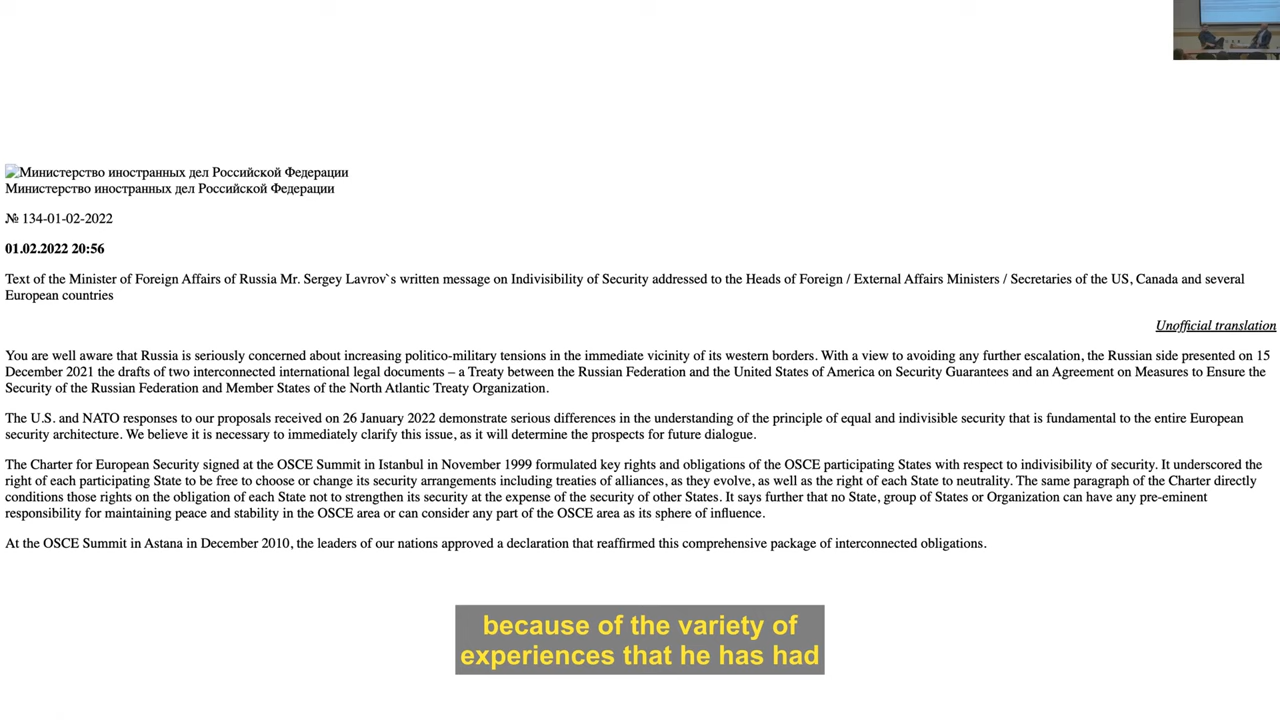 Министерство иностранных дел Российской Федерации
Министерство иностранных дел Российской Федерации
№ 134-01-02-2022
01.02.2022 20:56
Text of the Minister of Foreign Affairs of Russia Mr. Sergey Lavrov`s written message on Indivisibility of Security addressed to the Heads of Foreign / External Affairs Ministers / Secretaries of the US, Canada and several
European countries
Unofficial translation
You are well aware that Russia is seriously concerned about increasing politico-military tensions in the immediate vicinity of its western borders. With a view to avoiding any further escalation, the Russian side presented on 15
December 2021 the drafts of two interconnected international legal documents – a Treaty between the Russian Federation and the United States of America on Security Guarantees and an Agreement on Measures to Ensure the
Security of the Russian Federation and Member States of the North Atlantic Treaty Organization.
The U.S. and NATO responses to our proposals received on 26 January 2022 demonstrate serious differences in the understanding of the principle of equal and indivisible security that is fundamental to the entire European
security architecture. We believe it is necessary to immediately clarify this issue, as it will determine the prospects for future dialogue.
The Charter for European Security signed at the OSCE Summit in Istanbul in November 1999 formulated key rights and obligations of the OSCE participating States with respect to indivisibility of security. It underscored the
right of each participating State to be free to choose or change its security arrangements including treaties of alliances, as they evolve, as well as the right of each State to neutrality. The same paragraph of the Charter directly
conditions those rights on the obligation of each State not to strengthen its security at the expense of the security of other States. It says further that no State, group of States or Organization can have any pre-eminent
responsibility for maintaining peace and stability in the OSCE area or can consider any part of the OSCE area as its sphere of influence.
At the OSCE Summit in Astana in December 2010, the leaders of our nations approved a declaration that reaffirmed this comprehensive package of interconnected obligations.
because of the variety of
experiences that he has had